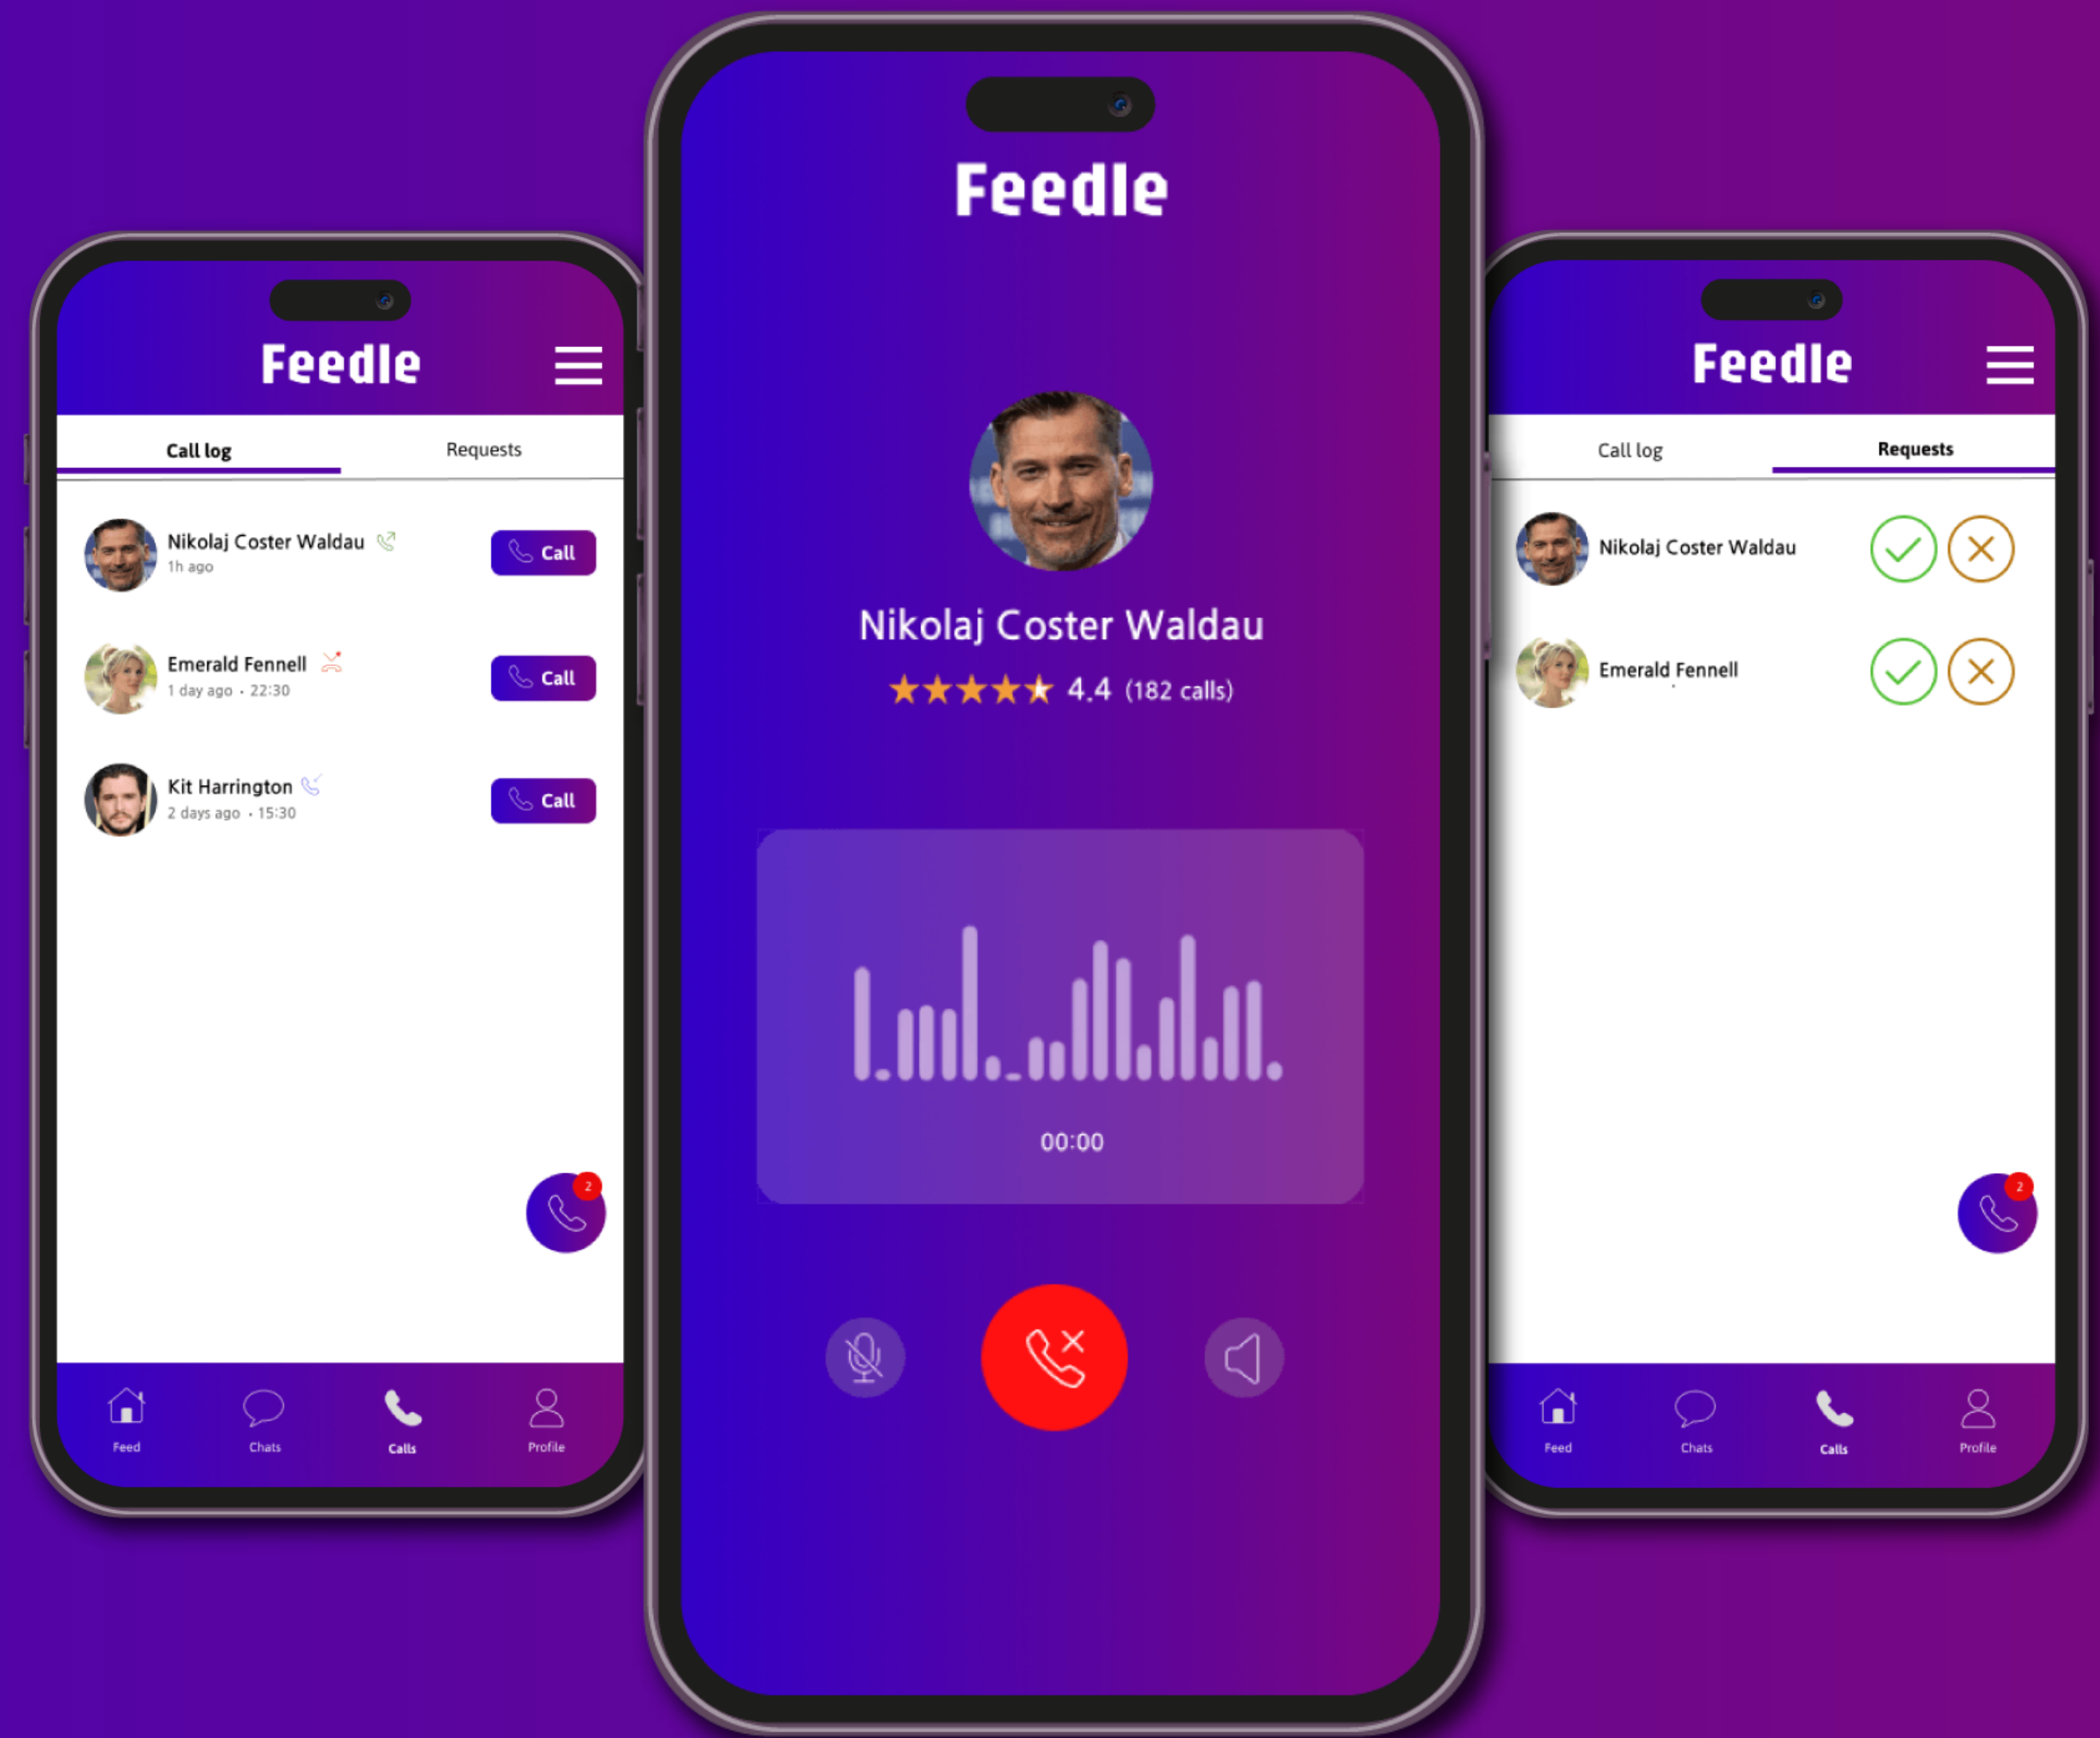 Feedle
Call log
Requests
Nikolaj Coster Waldau
1h ago
Call
Emerald Fennell
1 day ago • 22:30
Call
Kit Harrington
2 days ago • 15:30
Call
2
Feed
Chats
Calls
Profile
Feedle
Nikolaj Coster Waldau
4.4 (182 calls)
00:00
Feedle
Call log
Requests
Nikolaj Coster Waldau
Emerald Fennell
2
Feed
Chats
Calls
Profile